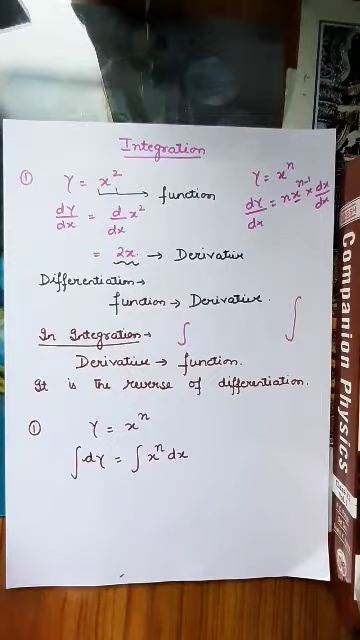 Integration
① Y = x² → function
dY/dx = d/dx x²
= 2x. → Derivative
Y = xⁿ
dY/dx = nxⁿ⁻¹ × dx/dx
Differentiation →
function → Derivative.
In Integration → ∫ ∫
Derivative → function.
It is the reverse of differentiation.
① Y = xⁿ
∫dY = ∫xⁿ dx
Companion Physics